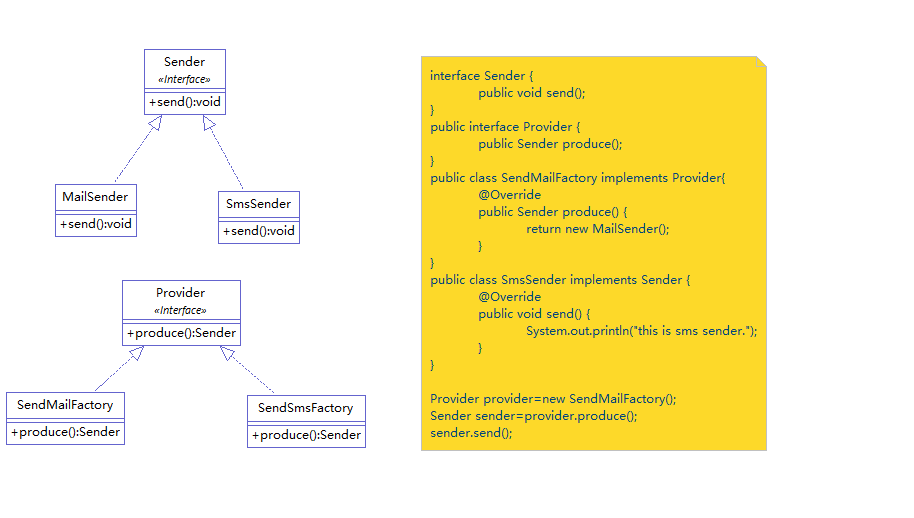 Sender
«Interface»
+send():void
MailSender
+send():void
SmsSender
+send():void
Provider
«Interface»
+produce():Sender
SendMailFactory
+produce():Sender
SendSmsFactory
+produce():Sender
interface Sender {
public void send();
}
public interface Provider {
public Sender produce();
}
public class SendMailFactory implements Provider{
@Override
public Sender produce() {
return new MailSender();
}
}
public class SmsSender implements Sender {
@Override
public void send() {
System.out.println("this is sms sender.");
}
}
Provider provider=new SendMailFactory();
Sender sender=provider.produce();
sender.send();